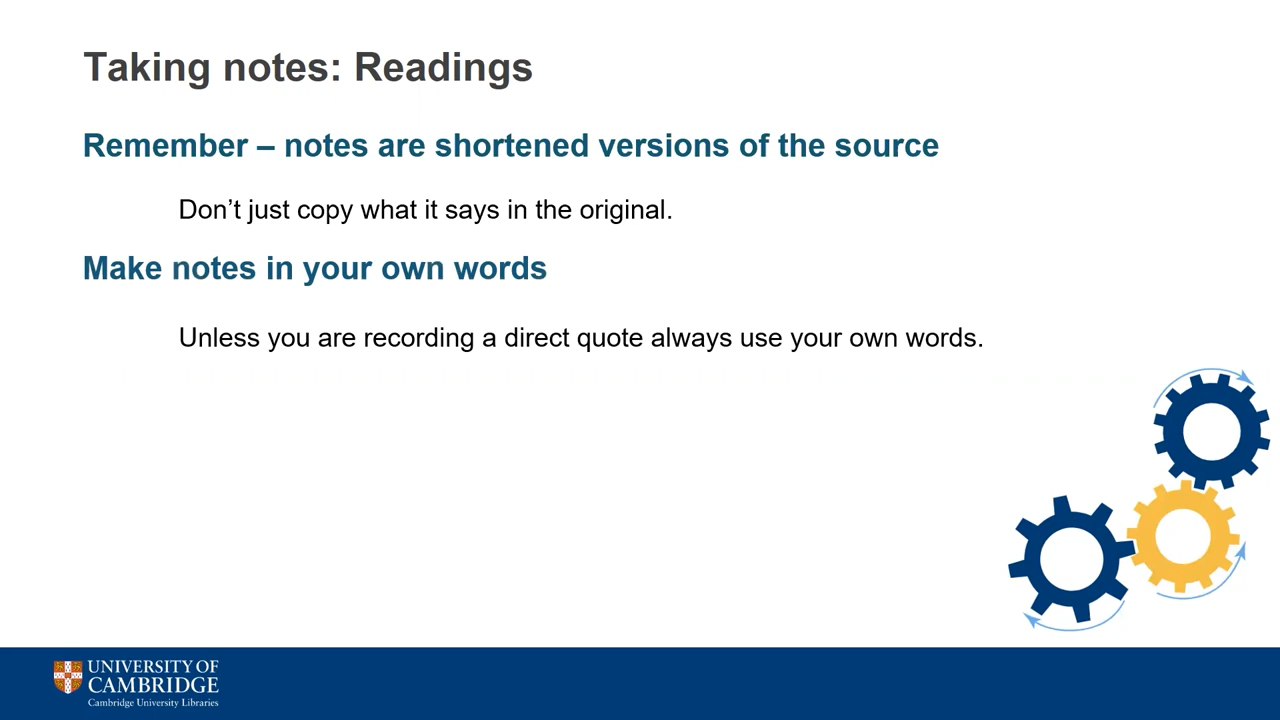 Taking notes: Readings
Remember – notes are shortened versions of the source
Don’t just copy what it says in the original.
Make notes in your own words
Unless you are recording a direct quote always use your own words.
UNIVERSITY OF
CAMBRIDGE
Cambridge University Libraries